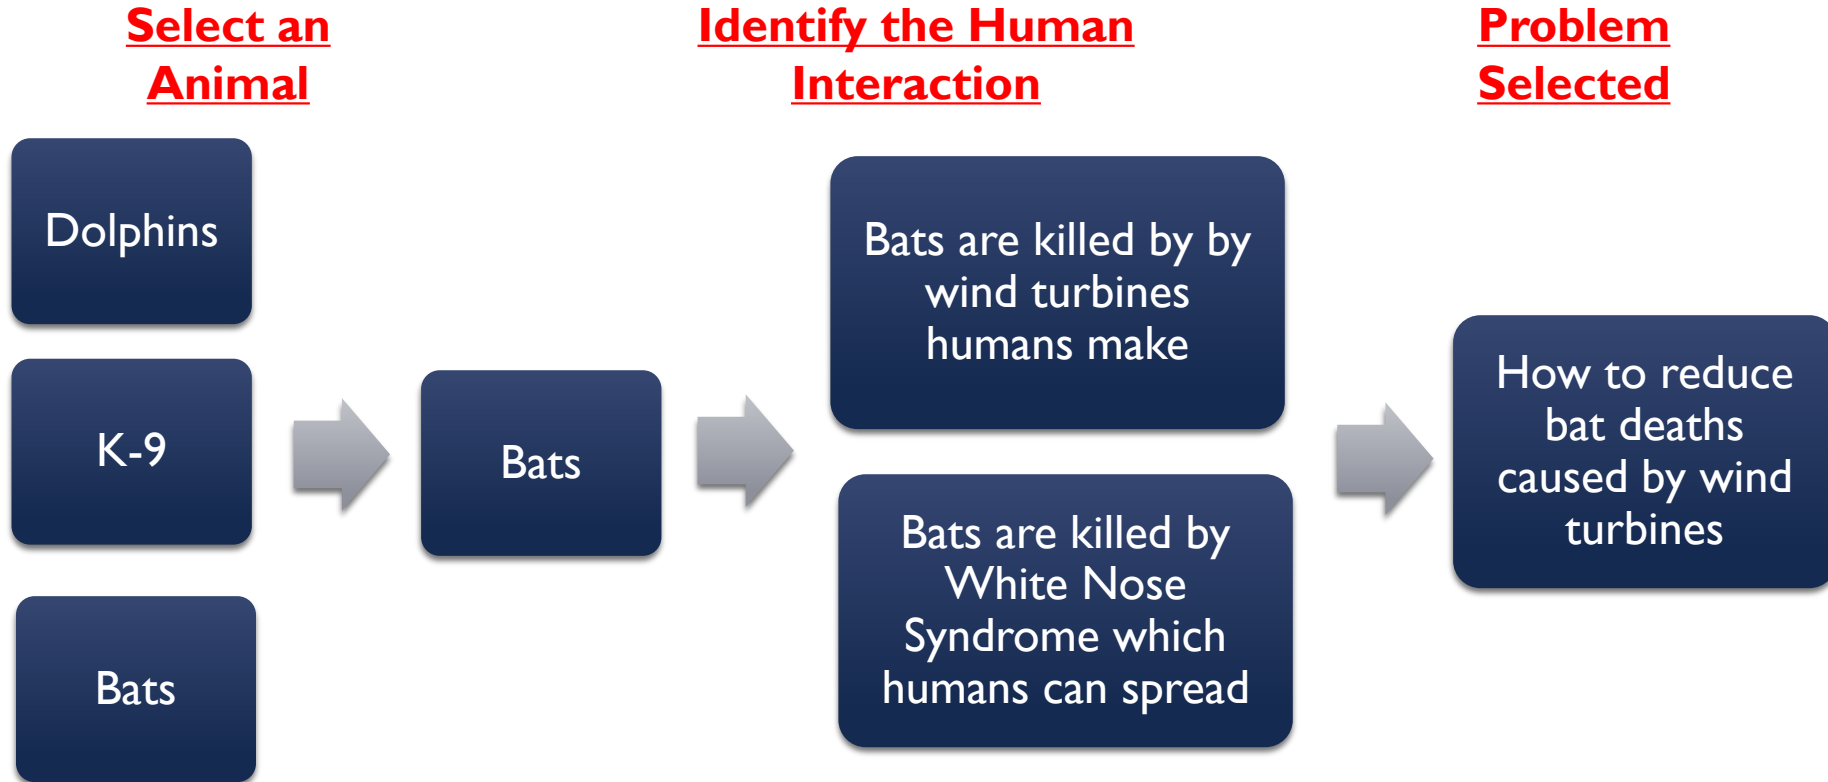 Select an
Animal
Identify the Human
Interaction
Problem
Selected
Dolphins
K-9
Bats
Bats
Bats are killed by by
wind turbines
humans make
Bats are killed by
White Nose
Syndrome which
humans can spread
How to reduce
bat deaths
caused by wind
turbines